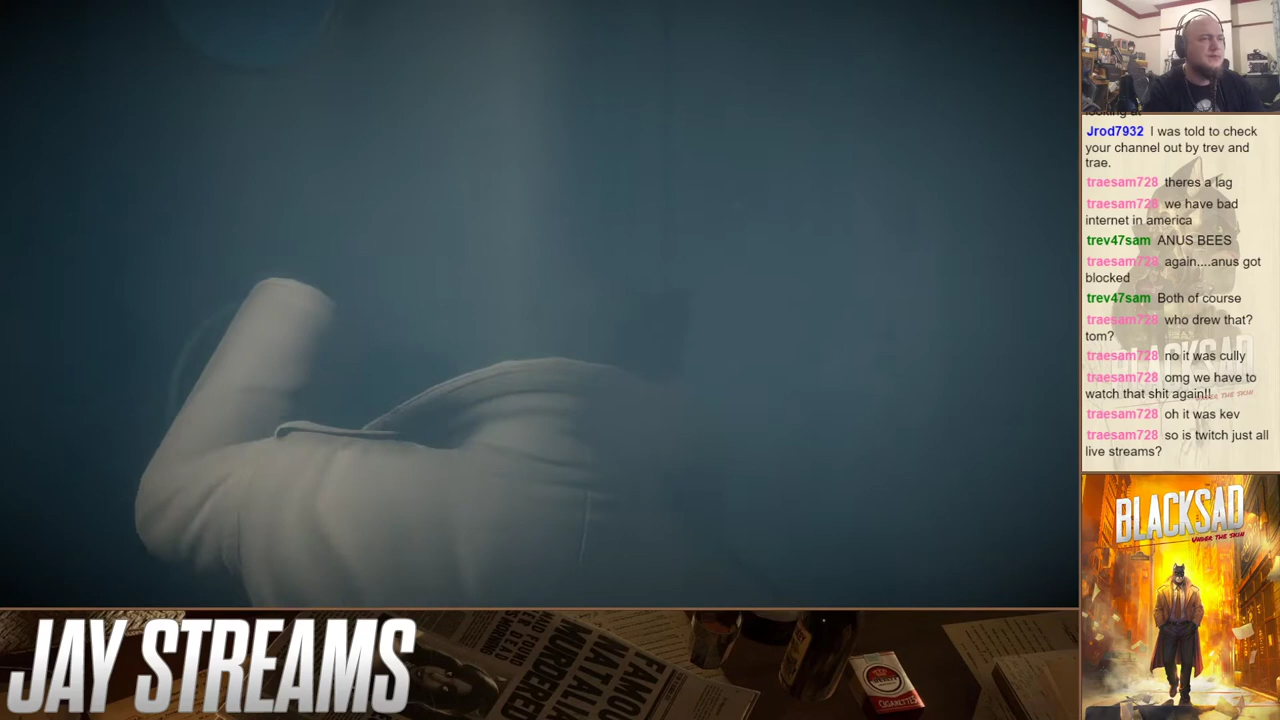 Jrod7932 I was told to check
your channel out by trev and
trae.
traesam728 theres a lag
traesam728 we have bad
internet in america
trev47sam ANUS BEES
traesam728 again....anus got
blocked
trev47sam Both of course
traesam728 who drew that?
tom?
traesam728 no it was cully
traesam728 omg we have to
watch that shit again!!
traesam728 oh it was kev
traesam728 so is twitch just all
live streams?
BLACKSAD
UNDER THE SKIN
JAY STREAMS
MURDERED
CIGARETTES